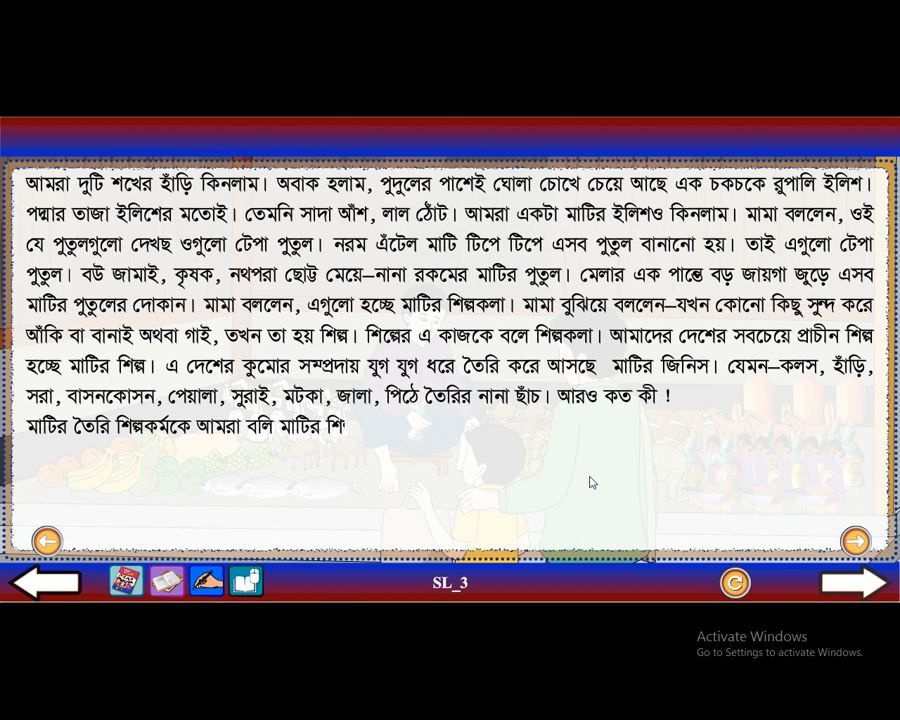 আমরা দুটি শখের হাঁড়ি কিনলাম। অবাক হলাম, পুদুলের পাশেই ঘোলা চোখে চেয়ে আছে এক চকচকে রুপালি ইলিশ।
পদ্মার তাজা ইলিশের মতোই। তেমনি সাদা আঁশ, লাল ঠোঁট। আমরা একটা মাটির ইলিশও কিনলাম। মামা বললেন, ওই
যে পুতুলগুলো দেখছ ওগুলো টেপা পুতুল। নরম এঁটেল মাটি টিপে টিপে এসব পুতুল বানানো হয়। তাই এগুলো টেপা
পুতুল। বউ জামাই, কৃষক, নথপরা ছোট্ট মেয়ে–নানা রকমের মাটির পুতুল। মেলার এক পান্তে বড় জায়গা জুড়ে এসব
মাটির পুতুলের দোকান। মামা বললেন, এগুলো হচ্ছে মাটির শিল্পকলা। মামা বুঝিয়ে বললেন–যখন কোনো কিছু সুন্দ করে
আঁকি বা বানাই অথবা গাই, তখন তা হয় শিল্প। শিল্পের এ কাজকে বলে শিল্পকলা। আমাদের দেশের সবচেয়ে প্রাচীন শিল্প
হচ্ছে মাটির শিল্প। এ দেশের কুমোর সম্প্রদায় যুগ যুগ ধরে তৈরি করে আসছে মাটির জিনিস। যেমন–কলস, হাঁড়ি,
সরা, বাসনকোসন, পেয়ালা, সুরাই, মটকা, জালা, পিঠে তৈরির নানা ছাঁচ। আরও কত কী !
মাটির তৈরি শিল্পকর্মকে আমরা বলি মাটির শি
SL_3
Activate Windows
Go to Settings to activate Windows.